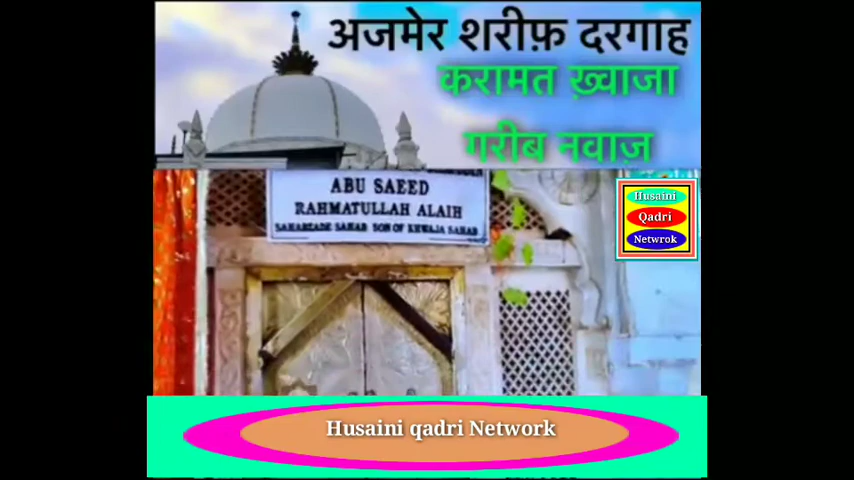 अजमेर शरीफ़ दरगाह
करामत ख़्वाजा
गरीब नवाज़
ABU SAEED
RAHMATULLAH ALAIH
SAHABZADE SAHAB SON OF KHWAJA SAHAB
Husaini
Qadri
Netwrok
Husaini qadri Network